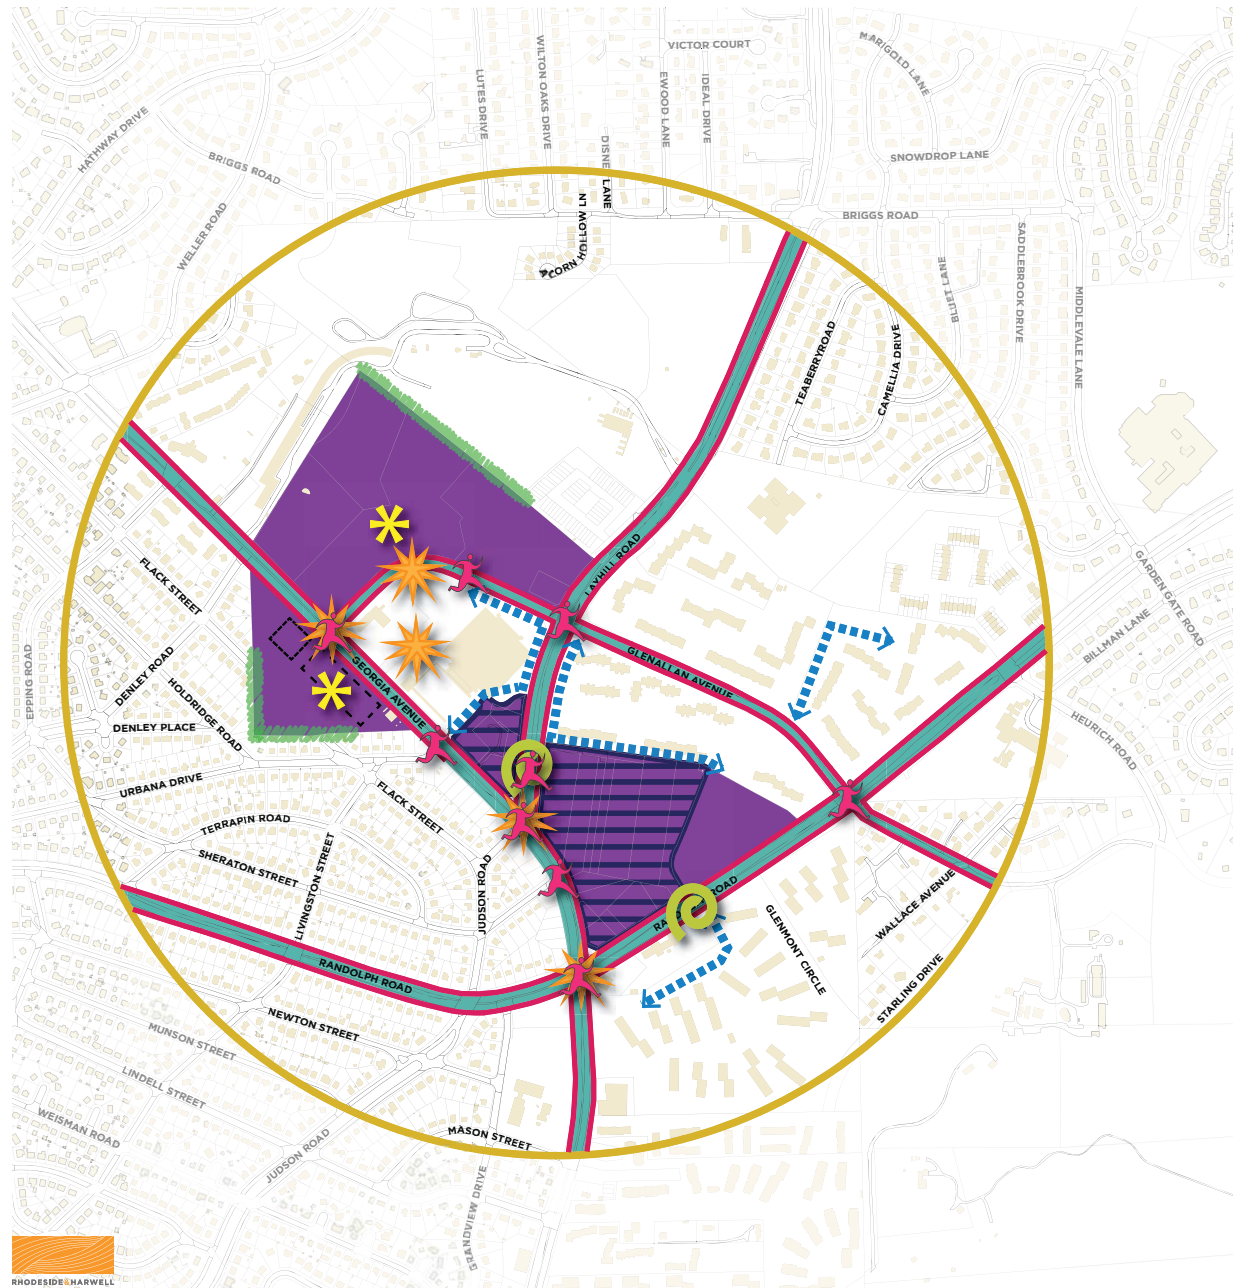 VICTOR COURT
MARIGOLD LANE
WILTON OAKS DRIVE
LUTES DRIVE
EWOOD LANE
IDEAL DRIVE
HATHWAY DRIVE
BRIGGS ROAD
DISNE LANE
SNOWDROP LANE
WELLER ROAD
ACORN HOLLOW LN
BRIGGS ROAD
SADDLEBROOK DRIVE
BLUET LANE
MIDDLEVALE LANE
TEABERRYROAD
CAMELLIA DRIVE
FLACK STREET
LAYHILL ROAD
GARDEN GATE ROAD
BILLMAN LANE
EPPING ROAD
DENLEY ROAD
GEORGIA AVENUE
GLENALLAN AVENUE
HOLDRIDGE ROAD
DENLEY PLACE
HEURICH ROAD
URBANA DRIVE
FLACK STREET
TERRAPIN ROAD
SHERATON STREET
LIVINGSTON STREET
JUDSON ROAD
RA
ROAD
WALLACE AVENUE
GLENMONT CIRCLE
RANDOLPH ROAD
STARLING DRIVE
NEWTON STREET
MUNSON STREET
LINDELL STREET
WEISMAN ROAD
MASON STREET
JUDSON ROAD
GRANDVIEW DRIVE
RHODESIDE&HARWELL